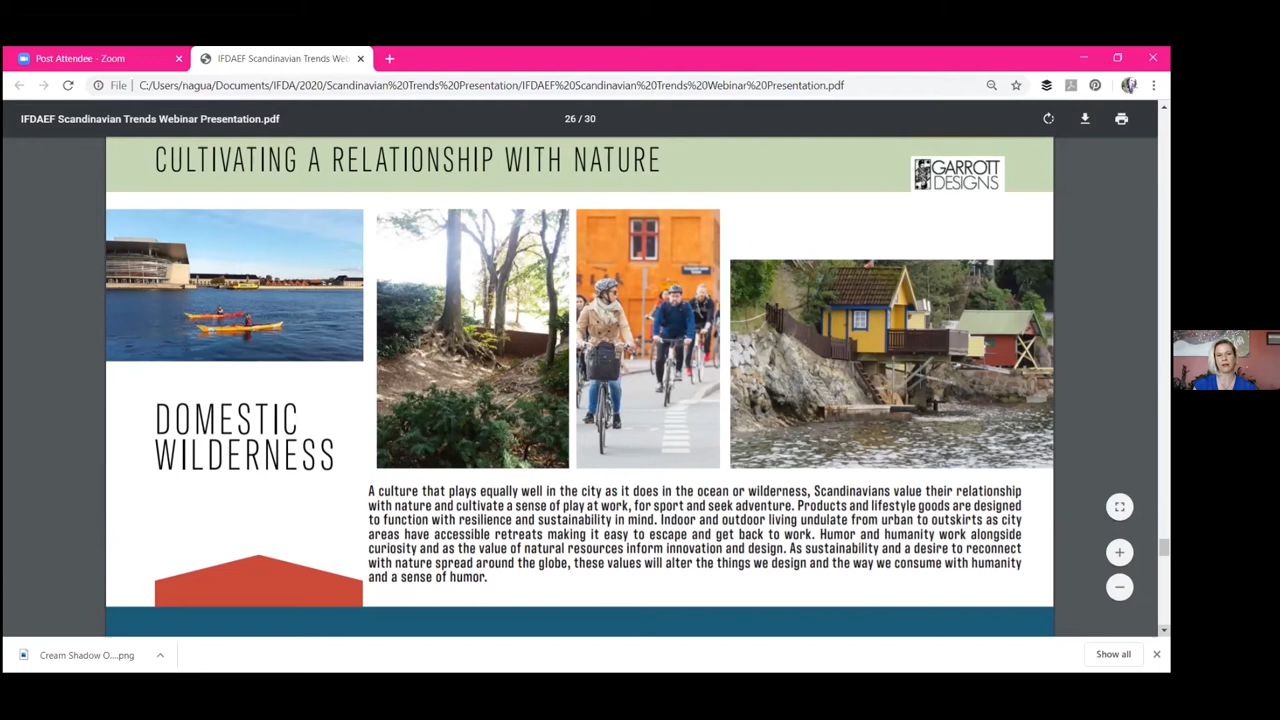 Post Attendee - Zoom
IFDAEF Scandinavian Trends Web
File
C:/Users/nagua/Documents/IFDA/2020/Scandinavian%20Trends%20Presentation/IFDAEF%20Scandinavian%20Trends%20Webinar%20Presentation.pdf
IFDAEF Scandinavian Trends Webinar Presentation.pdf
26 / 30
CULTIVATING A RELATIONSHIP WITH NATURE
GARROTT
DESIGNS
DOMESTIC
WILDERNESS
A culture that plays equally well in the city as it does in the ocean or wilderness, Scandinavians value their relationship
with nature and cultivate a sense of play at work, for sport and seek adventure. Products and lifestyle goods are designed
to function with resilience and sustainability in mind. Indoor and outdoor living undulate from urban to outskirts as city
areas have accessible retreats making it easy to escape and get back to work. Humor and humanity work alongside
curiosity and as the value of natural resources inform innovation and design. As sustainability and a desire to reconnect
with nature spread around the globe, these values will alter the things we design and the way we consume with humanity
and a sense of humor.
Cream Shadow O....png
Show all